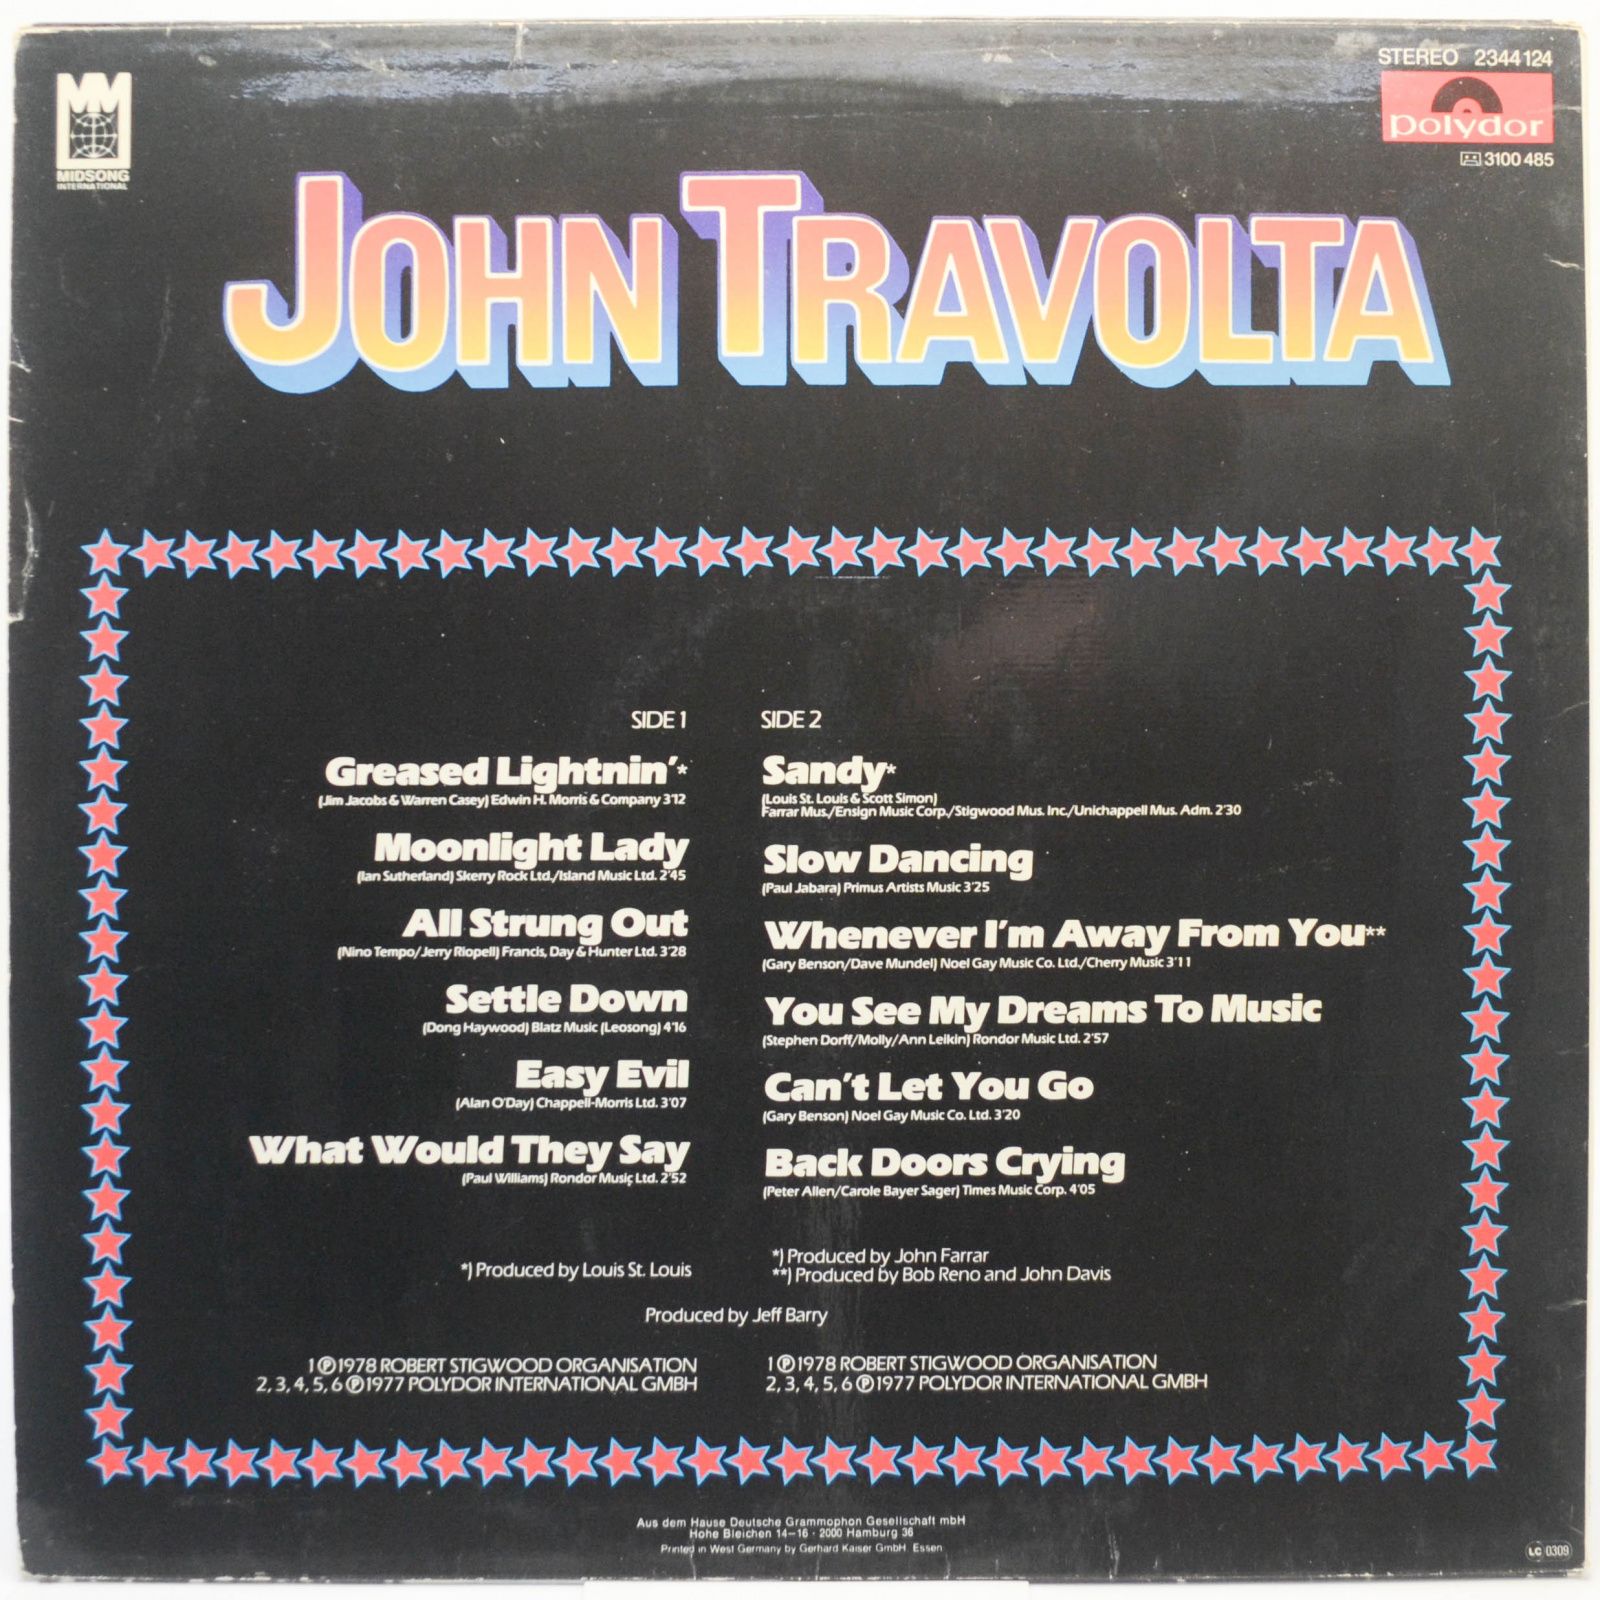 STEREO 2344124
MIDSONG
INTERNATIONAL
polydor
3100 485
JOHN TRAVOLTA
SIDE 1
Greased Lightnin'*
(Jim Jacobs & Warren Casey) Edwin H. Morris & Company 3'12
Moonlight Lady
(Ian Sutherland) Skerry Rock Ltd./Island Music Ltd. 2'45
All Strung Out
(Nino Tempo/Jerry Riopell) Francis, Day & Hunter Ltd. 3'28
Settle Down
(Dong Haywood) Blatz Music (Leosong) 4'16
Easy Evil
(Alan O'Day) Chappell-Morris Ltd. 3'07
What Would They Say
(Paul Williams) Rondor Music Ltd. 2'52
*) Produced by Louis St. Louis
SIDE 2
Sandy*
(Louis St. Louis & Scott Simon)
Farrar Mus./Ensign Music Corp./Stigwood Mus. Inc./Unichappell Mus. Adm. 2'30
Slow Dancing
(Paul Jabara) Primus Artists Music 3'25
Whenever I'm Away From You**
(Gary Benson/Dave Mundel) Noel Gay Music Co. Ltd./Cherry Music 3'11
You See My Dreams To Music
(Stephen Dorff/Molly/Ann Leikin) Rondor Music Ltd. 2'57
Can't Let You Go
(Gary Benson) Noel Gay Music Co. Ltd. 3'20
Back Doors Crying
(Peter Allen/Carole Bayer Sager) Times Music Corp. 4'05
*) Produced by John Farrar
**) Produced by Bob Reno and John Davis
Produced by Jeff Barry
1 ℗ 1978 ROBERT STIGWOOD ORGANISATION
2, 3, 4, 5, 6 ℗ 1977 POLYDOR INTERNATIONAL GMBH
1 ℗ 1978 ROBERT STIGWOOD ORGANISATION
2, 3, 4, 5, 6 ℗ 1977 POLYDOR INTERNATIONAL GMBH
Aus dem Hause Deutsche Grammophon Gesellschaft mbH
Hohe Bleichen 14-16 · 2000 Hamburg 36
Printed in West Germany by Gerhard Kaiser GmbH Essen
LC 0309